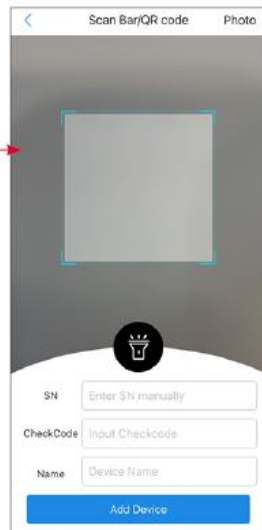 Scan Bar/QR code Photo
SN Enter SN manually
CheckCode Input Checkcode
Name Device Name
Add Device